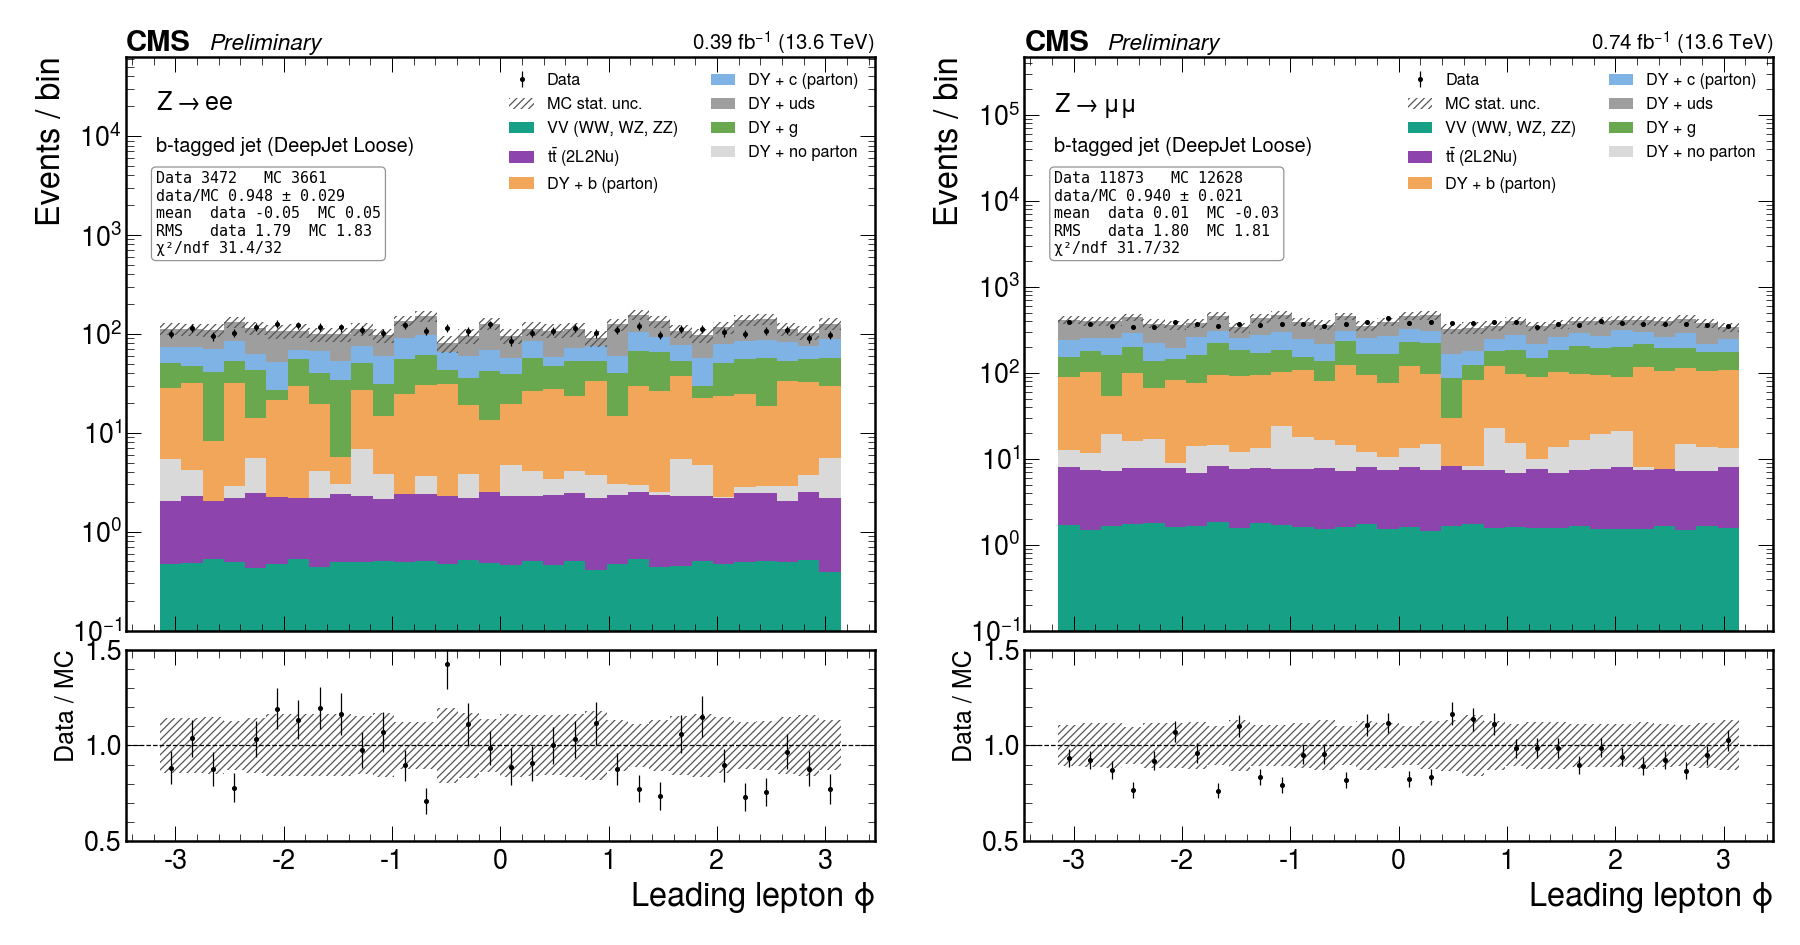 CMS Preliminary 0.39 fb⁻¹ (13.6 TeV)
Events / bin
Z → ee
b-tagged jet (DeepJet Loose)
Data 3472   MC 3661
data/MC 0.948 ± 0.029
mean  data -0.05  MC 0.05
RMS   data 1.79  MC 1.83
χ²/ndf 31.4/32
Data
MC stat. unc.
VV (WW, WZ, ZZ)
tt̄ (2L2Nu)
DY + b (parton)
DY + c (parton)
DY + uds
DY + g
DY + no parton
10⁴
10³
10²
10¹
10⁰
10⁻¹
Data / MC
1.5
1.0
0.5
-3 -2 -1 0 1 2 3
Leading lepton ϕ
CMS Preliminary 0.74 fb⁻¹ (13.6 TeV)
Events / bin
Z → μμ
b-tagged jet (DeepJet Loose)
Data 11873   MC 12628
data/MC 0.940 ± 0.021
mean  data 0.01  MC -0.03
RMS   data 1.80  MC 1.81
χ²/ndf 31.7/32
Data
MC stat. unc.
VV (WW, WZ, ZZ)
tt̄ (2L2Nu)
DY + b (parton)
DY + c (parton)
DY + uds
DY + g
DY + no parton
10⁵
10⁴
10³
10²
10¹
10⁰
10⁻¹
Data / MC
1.5
1.0
0.5
-3 -2 -1 0 1 2 3
Leading lepton ϕ